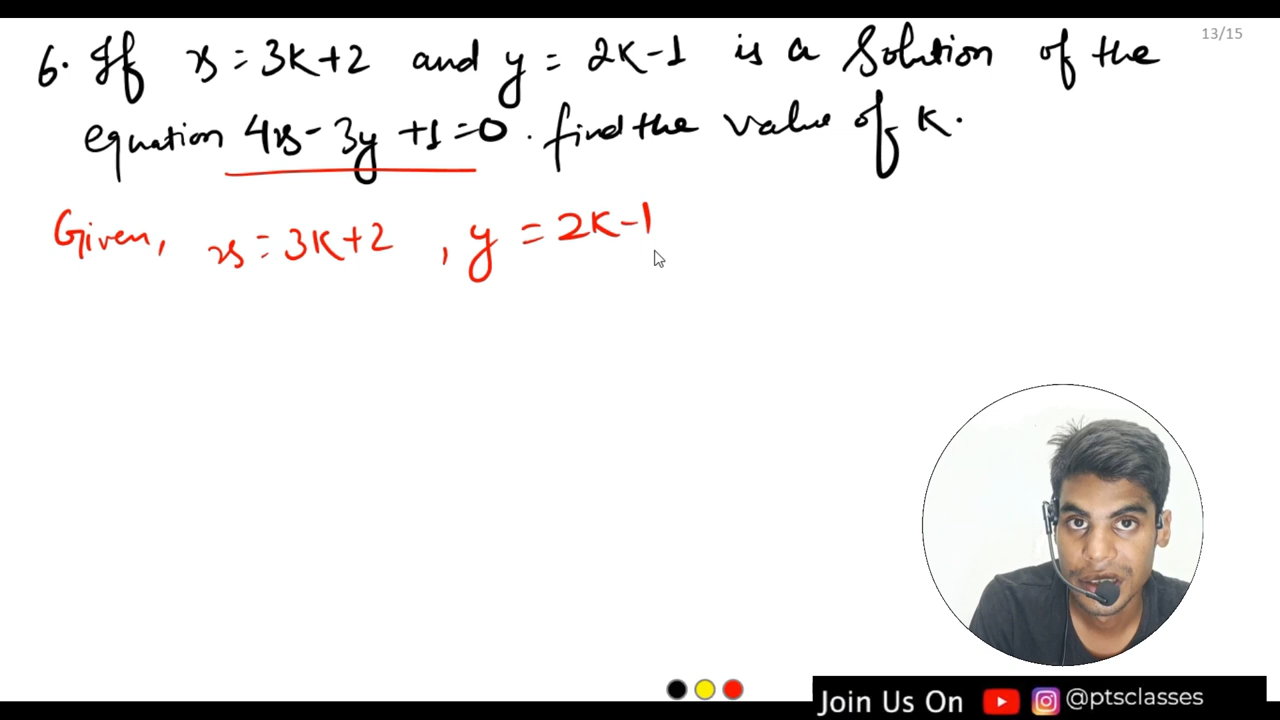 13/15
6. If x = 3K+2 and y = 2K-1 is a Solution of the
equation 4x - 3y +1 = 0. find the value of K.
Given, x = 3K+2 , y = 2K-1
Join Us On @ptsclasses